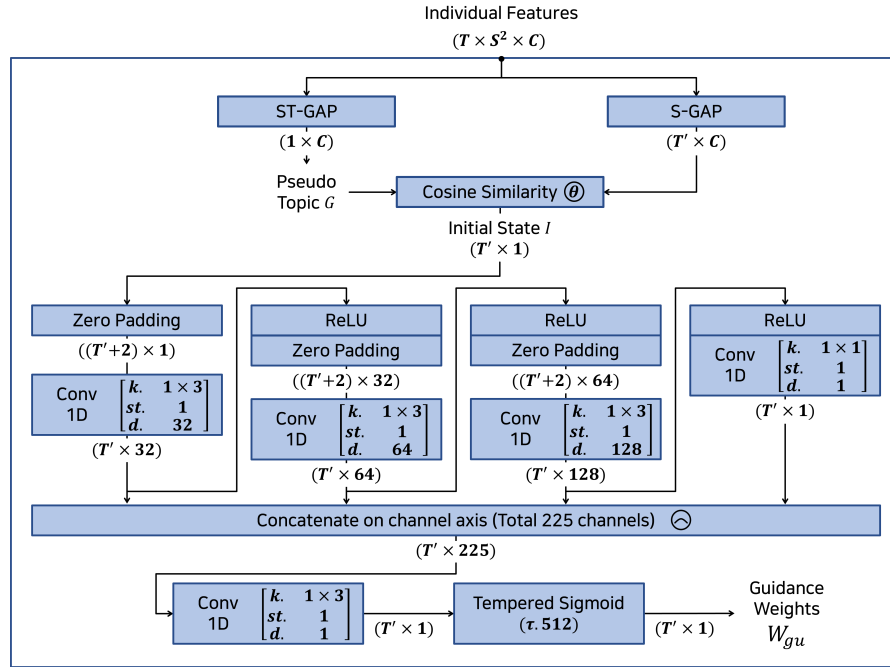 Individual Features
(T × S² × C)
ST-GAP
S-GAP
(1 × C)
(T′ × C)
Pseudo
Topic G
Cosine Similarity θ
Initial State I
(T′ × 1)
Zero Padding
((T′+2) × 1)
Conv
1D
k. 1 × 3
st. 1
d. 32
(T′ × 32)
ReLU
Zero Padding
((T′+2) × 32)
Conv
1D
k. 1 × 3
st. 1
d. 64
(T′ × 64)
ReLU
Zero Padding
((T′+2) × 64)
Conv
1D
k. 1 × 3
st. 1
d. 128
(T′ × 128)
ReLU
Conv
1D
k. 1 × 1
st. 1
d. 1
(T′ × 1)
Concatenate on channel axis (Total 225 channels)
(T′ × 225)
Conv
1D
k. 1 × 3
st. 1
d. 1
(T′ × 1)
Tempered Sigmoid
(τ. 512)
(T′ × 1)
Guidance
Weights
W_gu